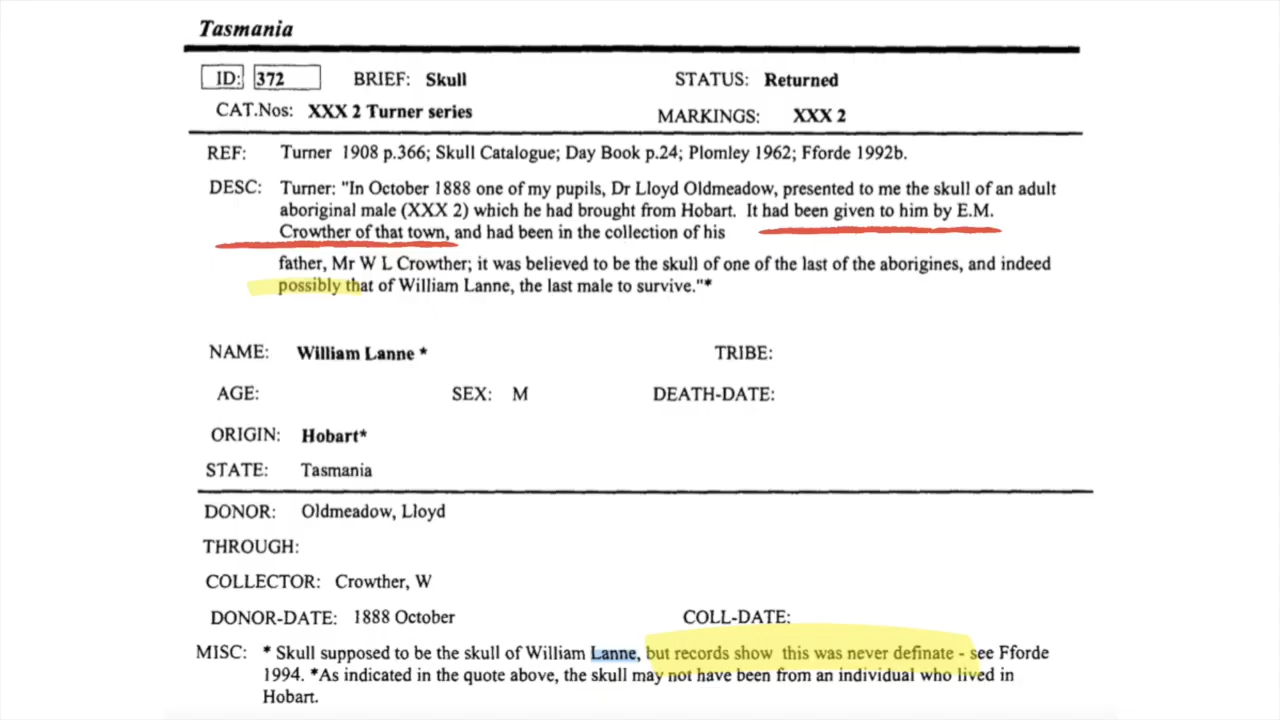 Tasmania
ID: 372 BRIEF: Skull STATUS: Returned
CAT.Nos: XXX 2 Turner series MARKINGS: XXX 2
REF: Turner 1908 p.366; Skull Catalogue; Day Book p.24; Plomley 1962; Fforde 1992b.
DESC: Turner: "In October 1888 one of my pupils, Dr Lloyd Oldmeadow, presented to me the skull of an adult
aboriginal male (XXX 2) which he had brought from Hobart. It had been given to him by E.M.
Crowther of that town, and had been in the collection of his
father, Mr W L Crowther; it was believed to be the skull of one of the last of the aborigines, and indeed
possibly that of William Lanne, the last male to survive."*
NAME: William Lanne * TRIBE:
AGE: SEX: M DEATH-DATE:
ORIGIN: Hobart*
STATE: Tasmania
DONOR: Oldmeadow, Lloyd
THROUGH:
COLLECTOR: Crowther, W
DONOR-DATE: 1888 October COLL-DATE:
MISC: * Skull supposed to be the skull of William Lanne, but records show this was never definate - see Fforde
1994. *As indicated in the quote above, the skull may not have been from an individual who lived in
Hobart.